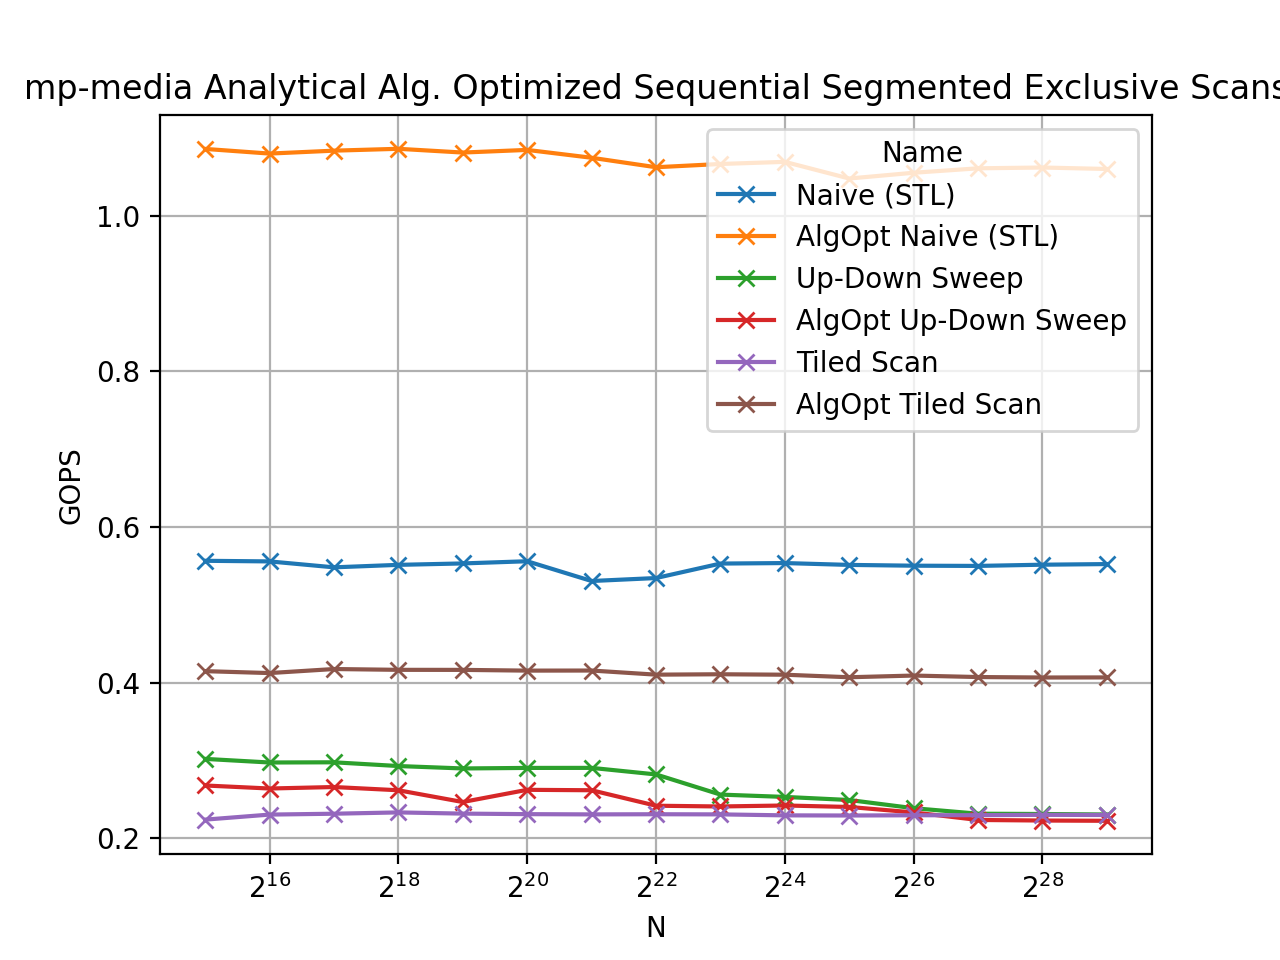 mp-media Analytical Alg. Optimized Sequential Segmented Exclusive Scans
Name
Naive (STL)
AlgOpt Naive (STL)
Up-Down Sweep
AlgOpt Up-Down Sweep
Tiled Scan
AlgOpt Tiled Scan
GOPS
1.0
0.8
0.6
0.4
0.2
2^16 2^18 2^20 2^22 2^24 2^26 2^28
N